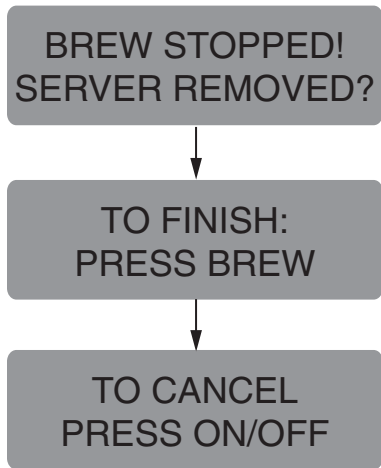 BREW STOPPED!
SERVER REMOVED?
TO FINISH:
PRESS BREW
TO CANCEL
PRESS ON/OFF